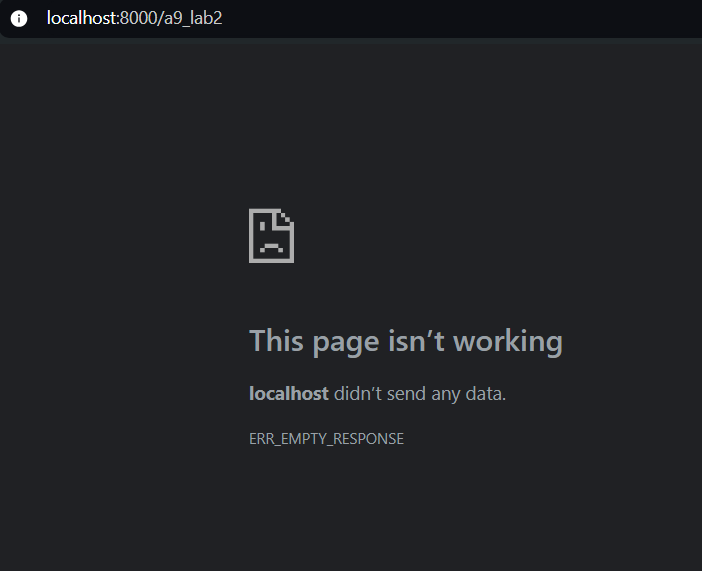 localhost:8000/a9_lab2
This page isn’t working
localhost didn’t send any data.
ERR_EMPTY_RESPONSE